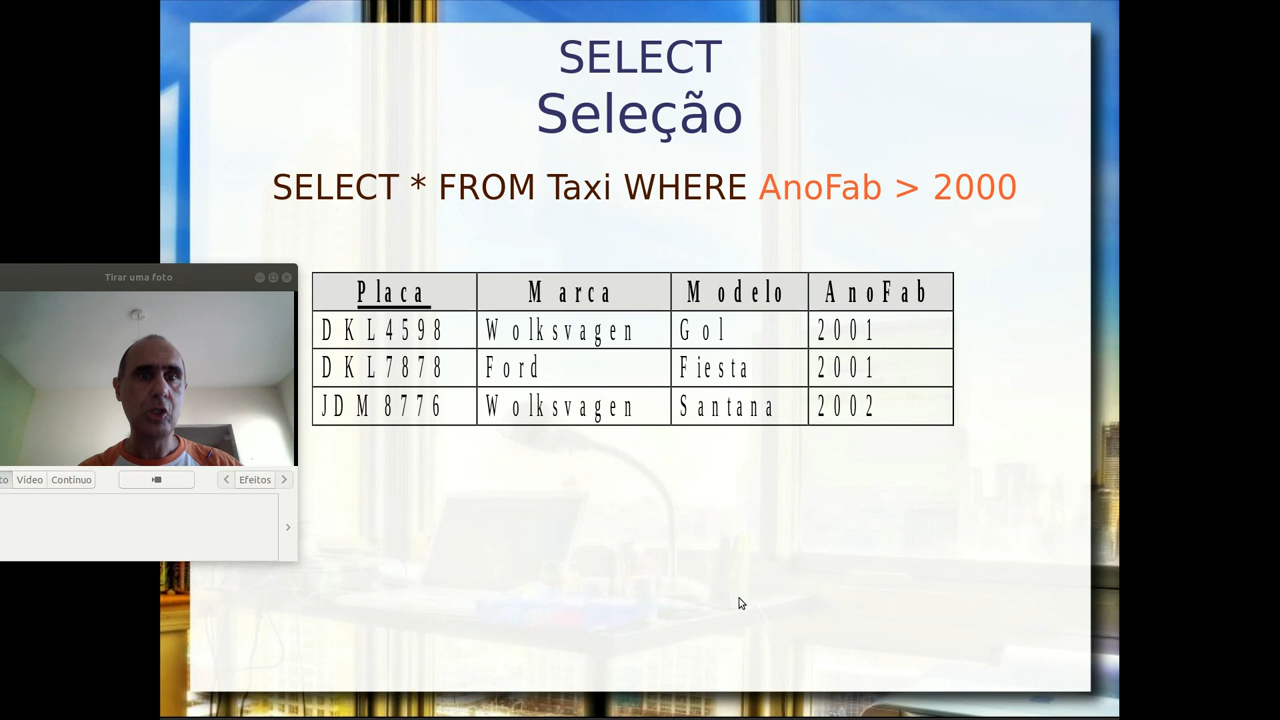 SELECT
Seleção
SELECT * FROM Taxi WHERE AnoFab > 2000
Placa Marca Modelo AnoFab
DKL4598 Wolksvagen Gol 2001
DKL7878 Ford Fiesta 2001
JDM8776 Wolksvagen Santana 2002
Tirar uma foto
Vídeo Contínuo Efeitos